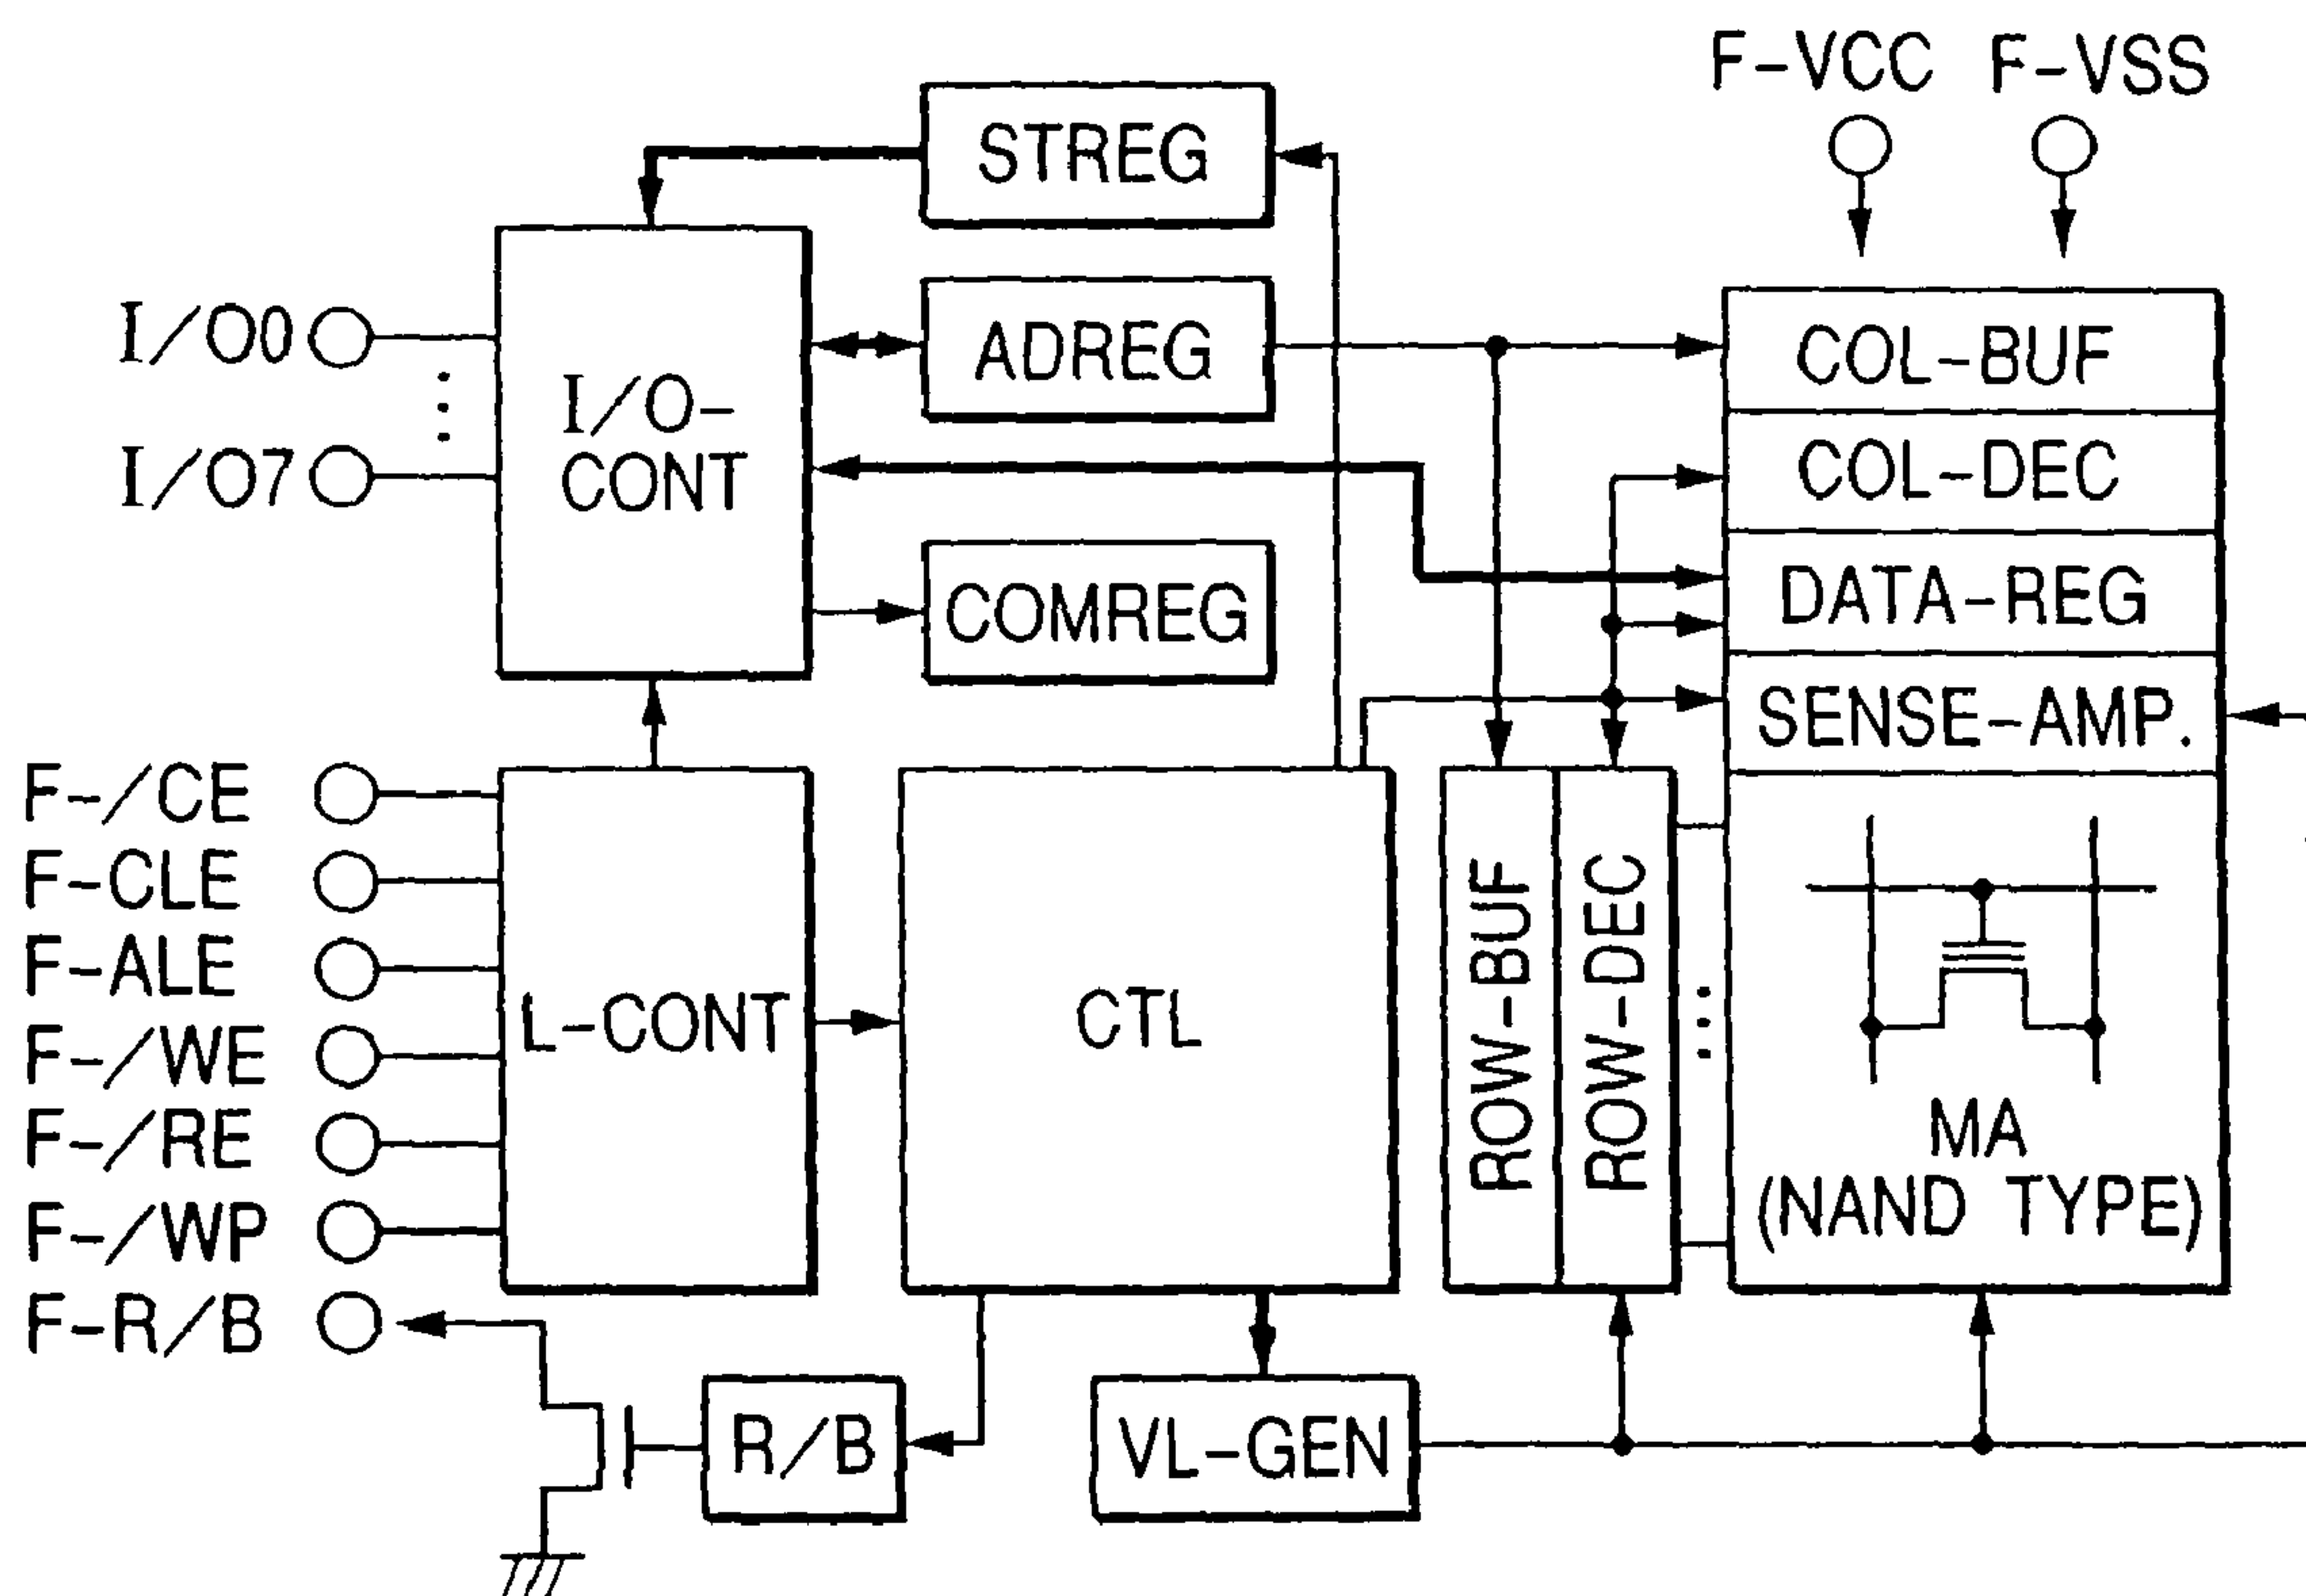 F-VCC F-VSS
STREG
I/O0
ADREG
COL-BUF
I/O-
CONT
COL-DEC
I/O7
COMREG
DATA-REG
SENSE-AMP.
F-/CE
F-CLE
F-ALE
L-CONT
CTL
ROW-BUF
ROW-DEC
F-/WE
F-/RE
MA
(NAND TYPE)
F-/WP
F-R/B
R/B
VL-GEN